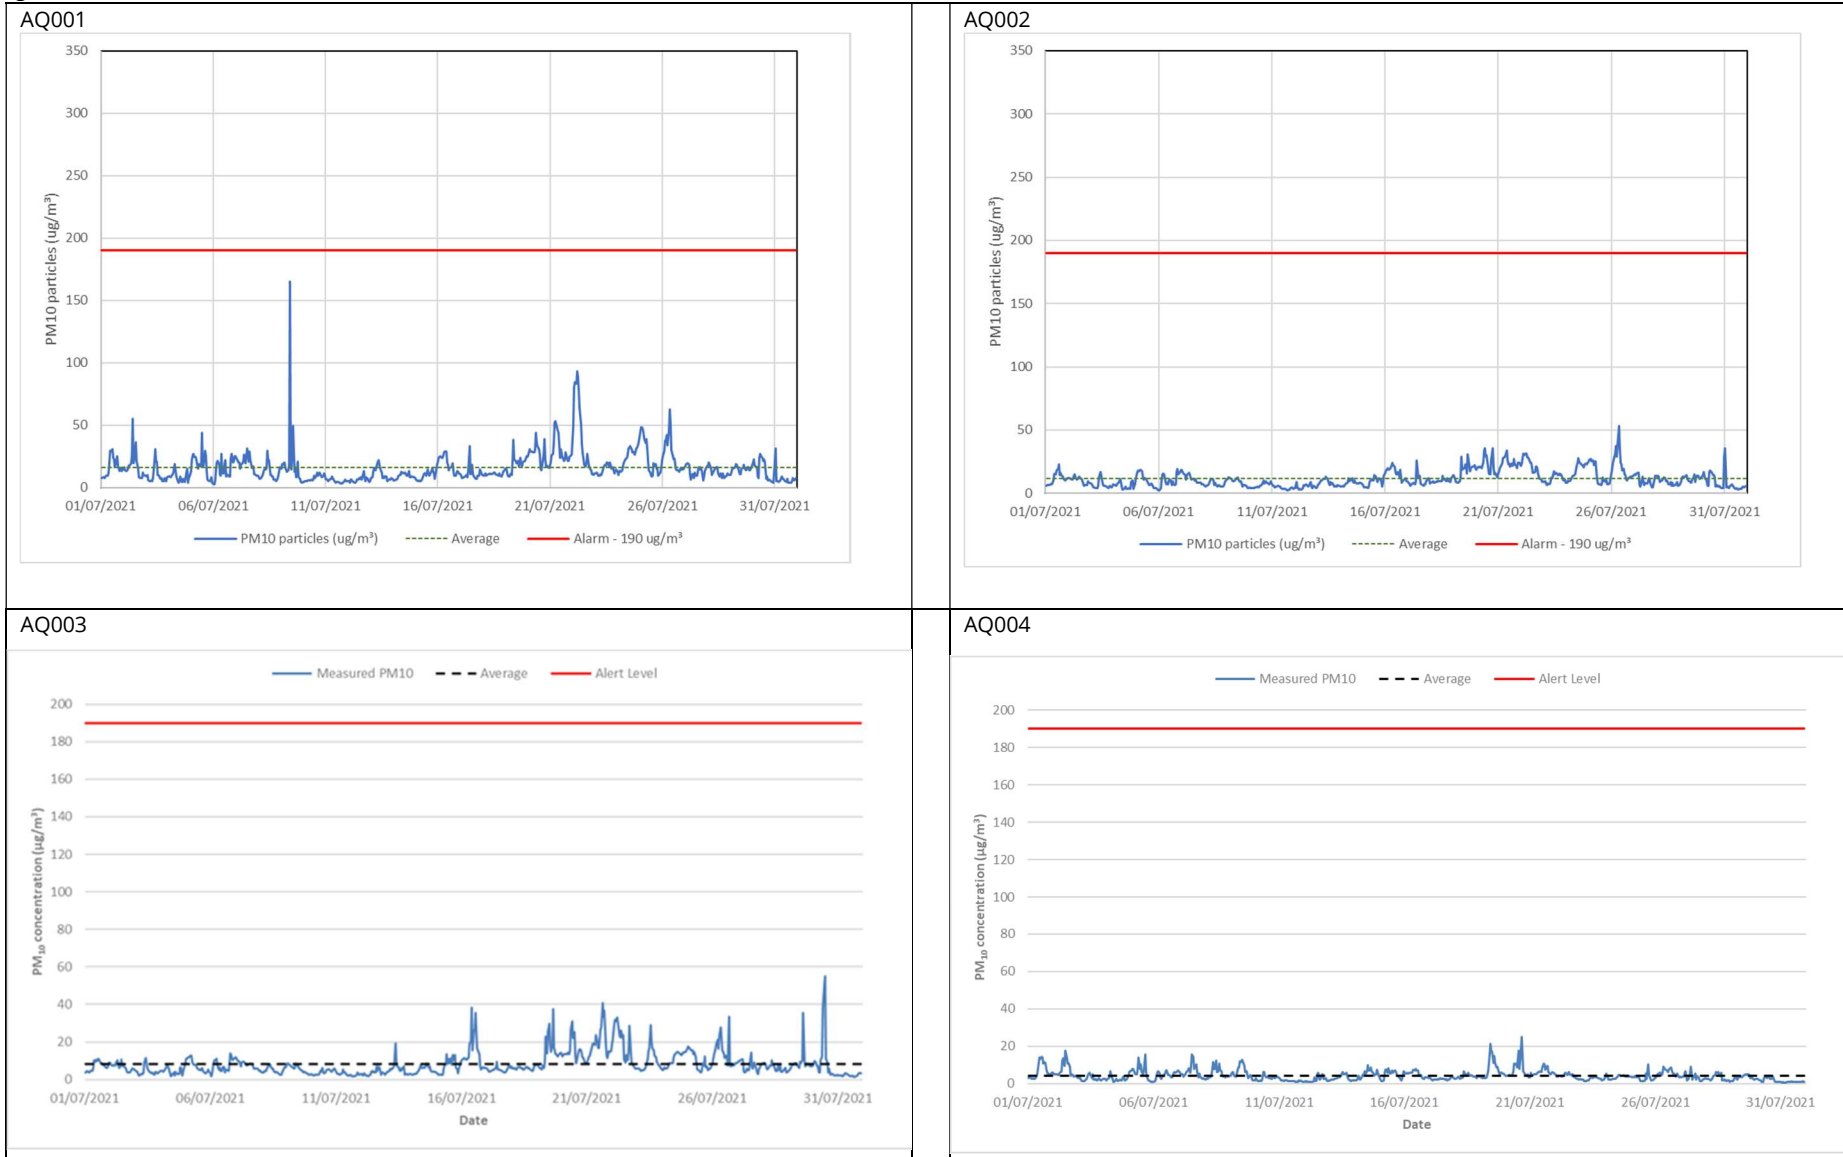 AQ001
350
300
250
200
150
100
50
0
PM10 particles (ug/m³)
01/07/2021 06/07/2021 11/07/2021 16/07/2021 21/07/2021 26/07/2021 31/07/2021
PM10 particles (ug/m³) Average Alarm - 190 ug/m³
AQ002
350
300
250
200
150
100
50
0
PM10 particles (ug/m³)
01/07/2021 06/07/2021 11/07/2021 16/07/2021 21/07/2021 26/07/2021 31/07/2021
PM10 particles (ug/m³) Average Alarm - 190 ug/m³
AQ003
Measured PM10 Average Alert Level
200
180
160
140
120
100
80
60
40
20
0
PM₁₀ concentration (µg/m³)
01/07/2021 06/07/2021 11/07/2021 16/07/2021 21/07/2021 26/07/2021 31/07/2021
Date
AQ004
Measured PM10 Average Alert Level
200
180
160
140
120
100
80
60
40
20
0
PM₁₀ concentration (µg/m³)
01/07/2021 06/07/2021 11/07/2021 16/07/2021 21/07/2021 26/07/2021 31/07/2021
Date